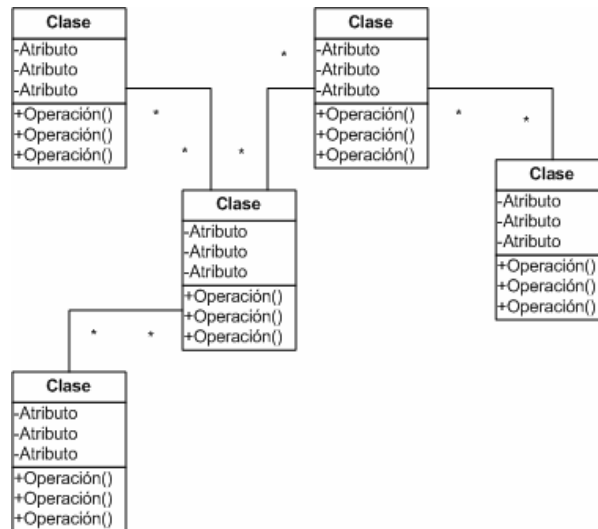 Clase
-Atributo
-Atributo
-Atributo
+Operación()
+Operación()
+Operación()
*
*
Clase
-Atributo
-Atributo
-Atributo
+Operación()
+Operación()
+Operación()
*
*
*
*
Clase
-Atributo
-Atributo
-Atributo
+Operación()
+Operación()
+Operación()
Clase
-Atributo
-Atributo
-Atributo
+Operación()
+Operación()
+Operación()
* *
Clase
-Atributo
-Atributo
-Atributo
+Operación()
+Operación()
+Operación()